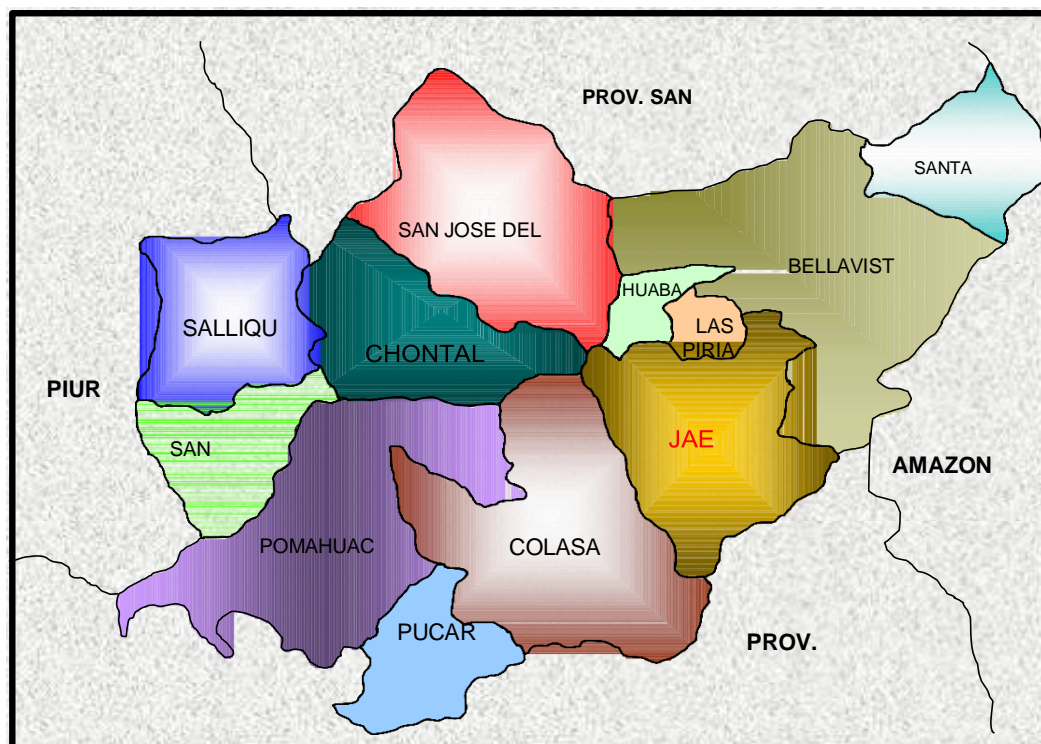 PROV. SAN
SANTA
SAN JOSE DEL
BELLAVIST
HUABA
LAS
PIRIA
SALLIQU
CHONTAL
PIUR
JAE
SAN
AMAZON
POMAHUAC
COLASA
PUCAR
PROV.